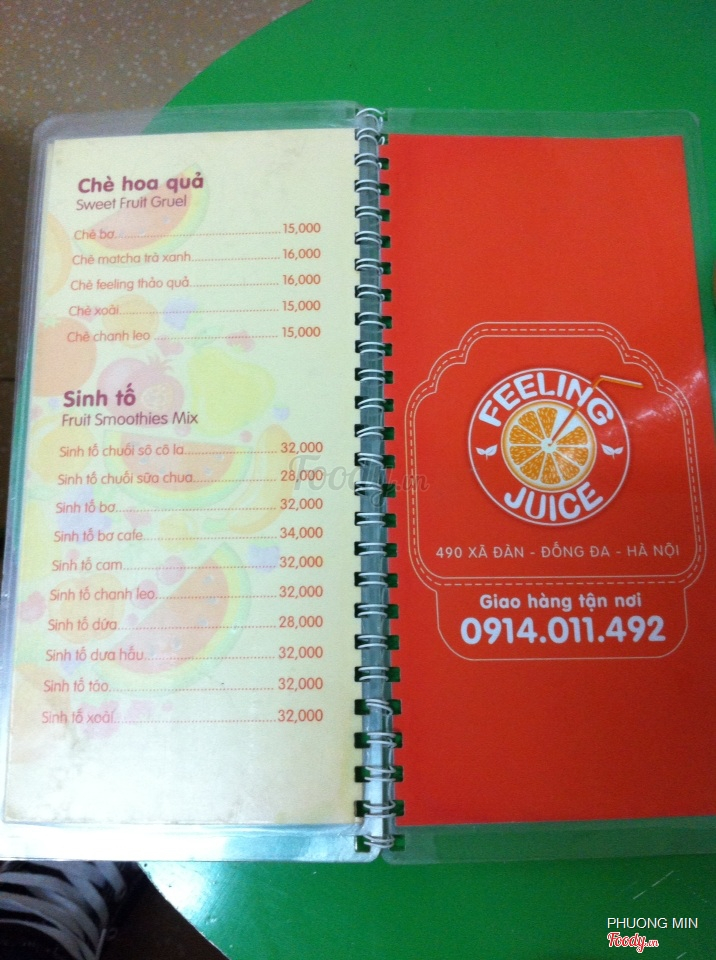 Chè hoa quả
Sweet Fruit Gruel
Chè bơ 15,000
Chè matcha trà xanh 16,000
Chè feeling thảo quả 16,000
Chè xoài 15,000
Chè chanh leo 15,000
Sinh tố
Fruit Smoothies Mix
Sinh tố chuối sô cô la 32,000
Sinh tố chuối sữa chua 28,000
Sinh tố bơ 32,000
Sinh tố bơ cafe 34,000
Sinh tố cam 32,000
Sinh tố chanh leo 32,000
Sinh tố dứa 28,000
Sinh tố dưa hấu 32,000
Sinh tố táo 32,000
Sinh tố xoài 32,000
FEELING
JUICE
490 XÃ ĐÀN - ĐỐNG ĐA - HÀ NỘI
Giao hàng tận nơi
0914.011.492
Foody.vn
PHUONG MIN
Foody.vn